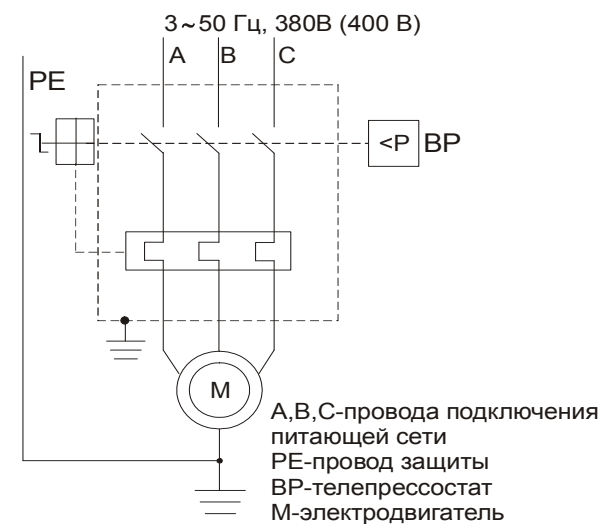 3~50 Гц, 380В (400 В)
A B C
PE
<P BP
M
A,B,C-провода подключения
питающей сети
PE-провод защиты
BP-телепрессостат
M-электродвигатель